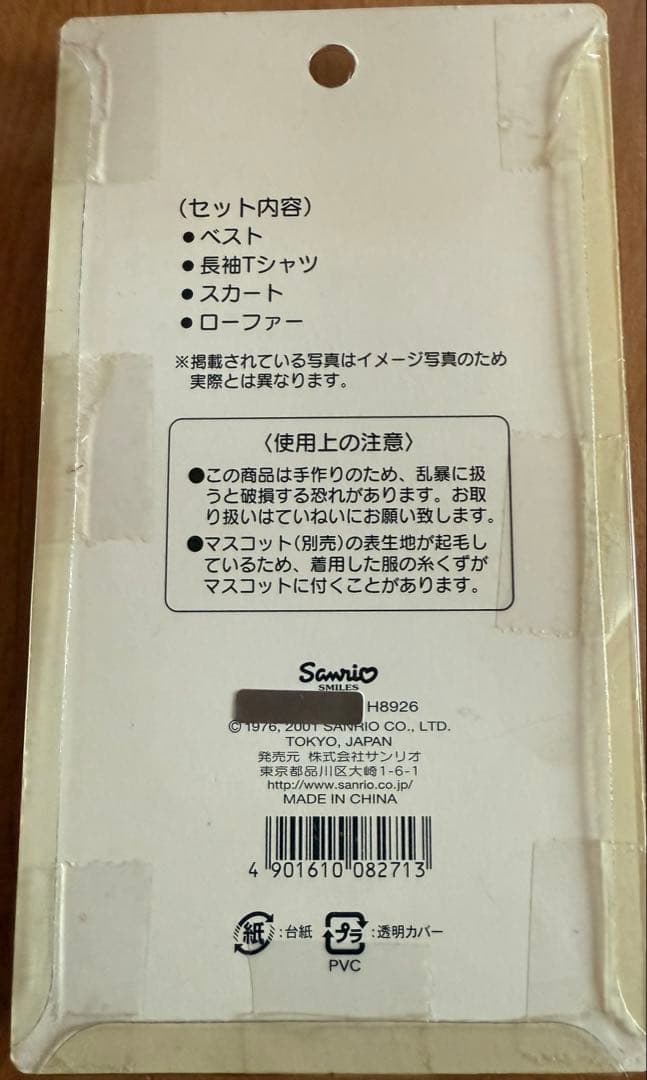 (セット内容)
●ベスト
●長袖Tシャツ
●スカート
●ローファー
※掲載されている写真はイメージ写真のため
実際とは異なります。
〈使用上の注意〉
●この商品は手作りのため、乱暴に扱
うと破損する恐れがあります。お取
り扱いはていねいにお願い致します。
●マスコット(別売)の表生地が起毛し
ているため、着用した服の糸くずが
マスコットに付くことがあります。
Sanrio
SMILES
H8926
©1976, 2001 SANRIO CO., LTD.
TOKYO, JAPAN
発売元 株式会社サンリオ
東京都品川区大崎1-6-1
http://www.sanrio.co.jp/
MADE IN CHINA
4 901610 082713
紙:台紙 プラ:透明カバー
PVC